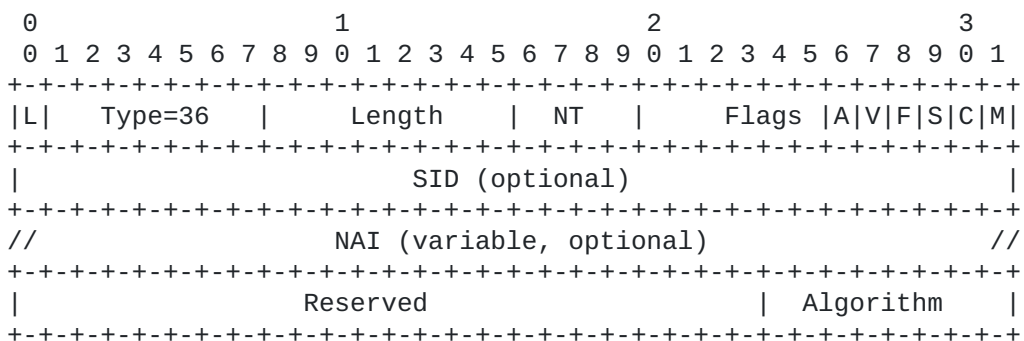 0                   1                   2                   3
 0 1 2 3 4 5 6 7 8 9 0 1 2 3 4 5 6 7 8 9 0 1 2 3 4 5 6 7 8 9 0 1
+-+-+-+-+-+-+-+-+-+-+-+-+-+-+-+-+-+-+-+-+-+-+-+-+-+-+-+-+-+-+-+-+
|L|   Type=36   |     Length    |  NT   |     Flags |A|V|F|S|C|M|
+-+-+-+-+-+-+-+-+-+-+-+-+-+-+-+-+-+-+-+-+-+-+-+-+-+-+-+-+-+-+-+-+
|                         SID (optional)                        |
+-+-+-+-+-+-+-+-+-+-+-+-+-+-+-+-+-+-+-+-+-+-+-+-+-+-+-+-+-+-+-+-+
//                   NAI (variable, optional)                  //
+-+-+-+-+-+-+-+-+-+-+-+-+-+-+-+-+-+-+-+-+-+-+-+-+-+-+-+-+-+-+-+-+
|                  Reserved                     |  Algorithm    |
+-+-+-+-+-+-+-+-+-+-+-+-+-+-+-+-+-+-+-+-+-+-+-+-+-+-+-+-+-+-+-+-+